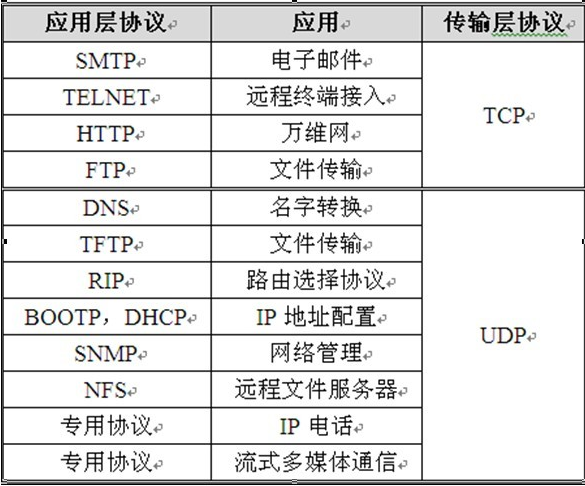 应用层协议 应用 传输层协议
SMTP 电子邮件
TELNET 远程终端接入
TCP
HTTP 万维网
FTP 文件传输
DNS 名字转换
TFTP 文件传输
RIP 路由选择协议
BOOTP，DHCP IP 地址配置
UDP
SNMP 网络管理
NFS 远程文件服务器
专用协议 IP 电话
专用协议 流式多媒体通信